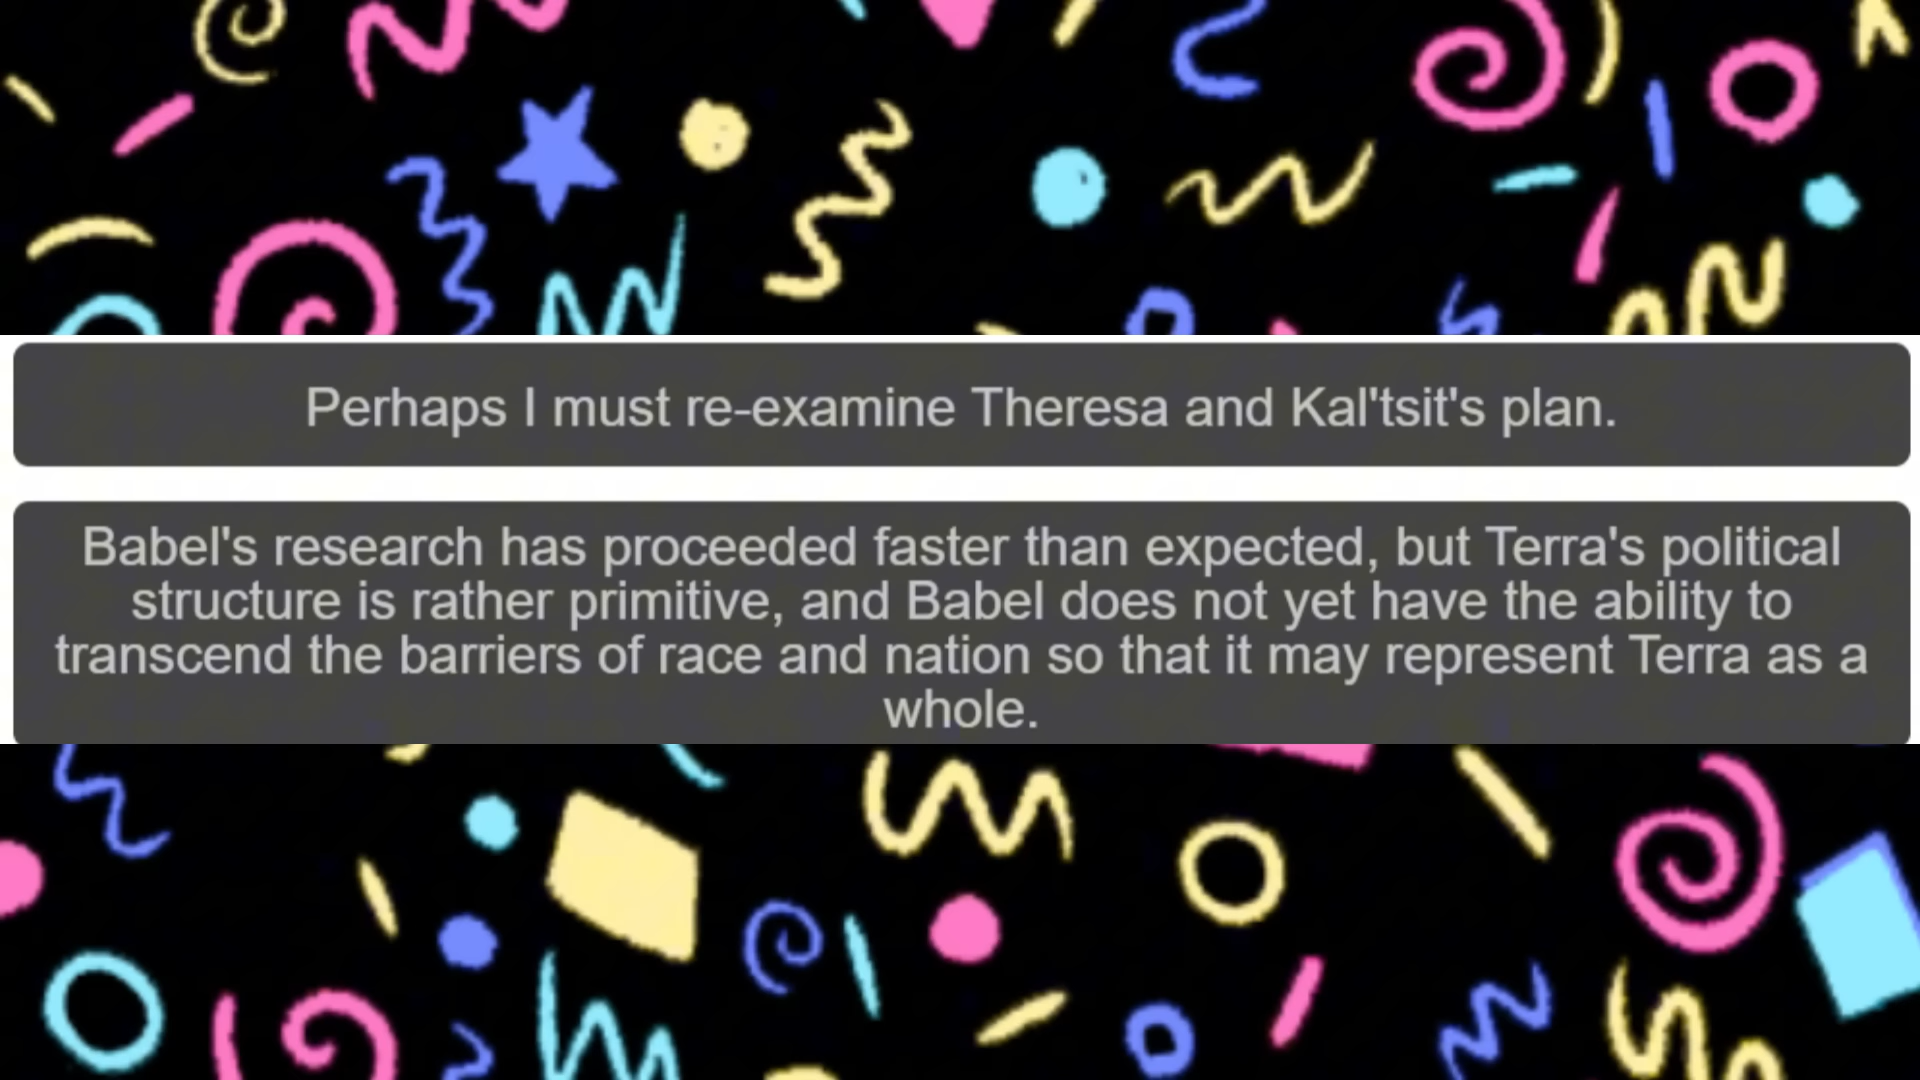 Perhaps I must re-examine Theresa and Kal'tsit's plan.
Babel's research has proceeded faster than expected, but Terra's political
structure is rather primitive, and Babel does not yet have the ability to
transcend the barriers of race and nation so that it may represent Terra as a
whole.